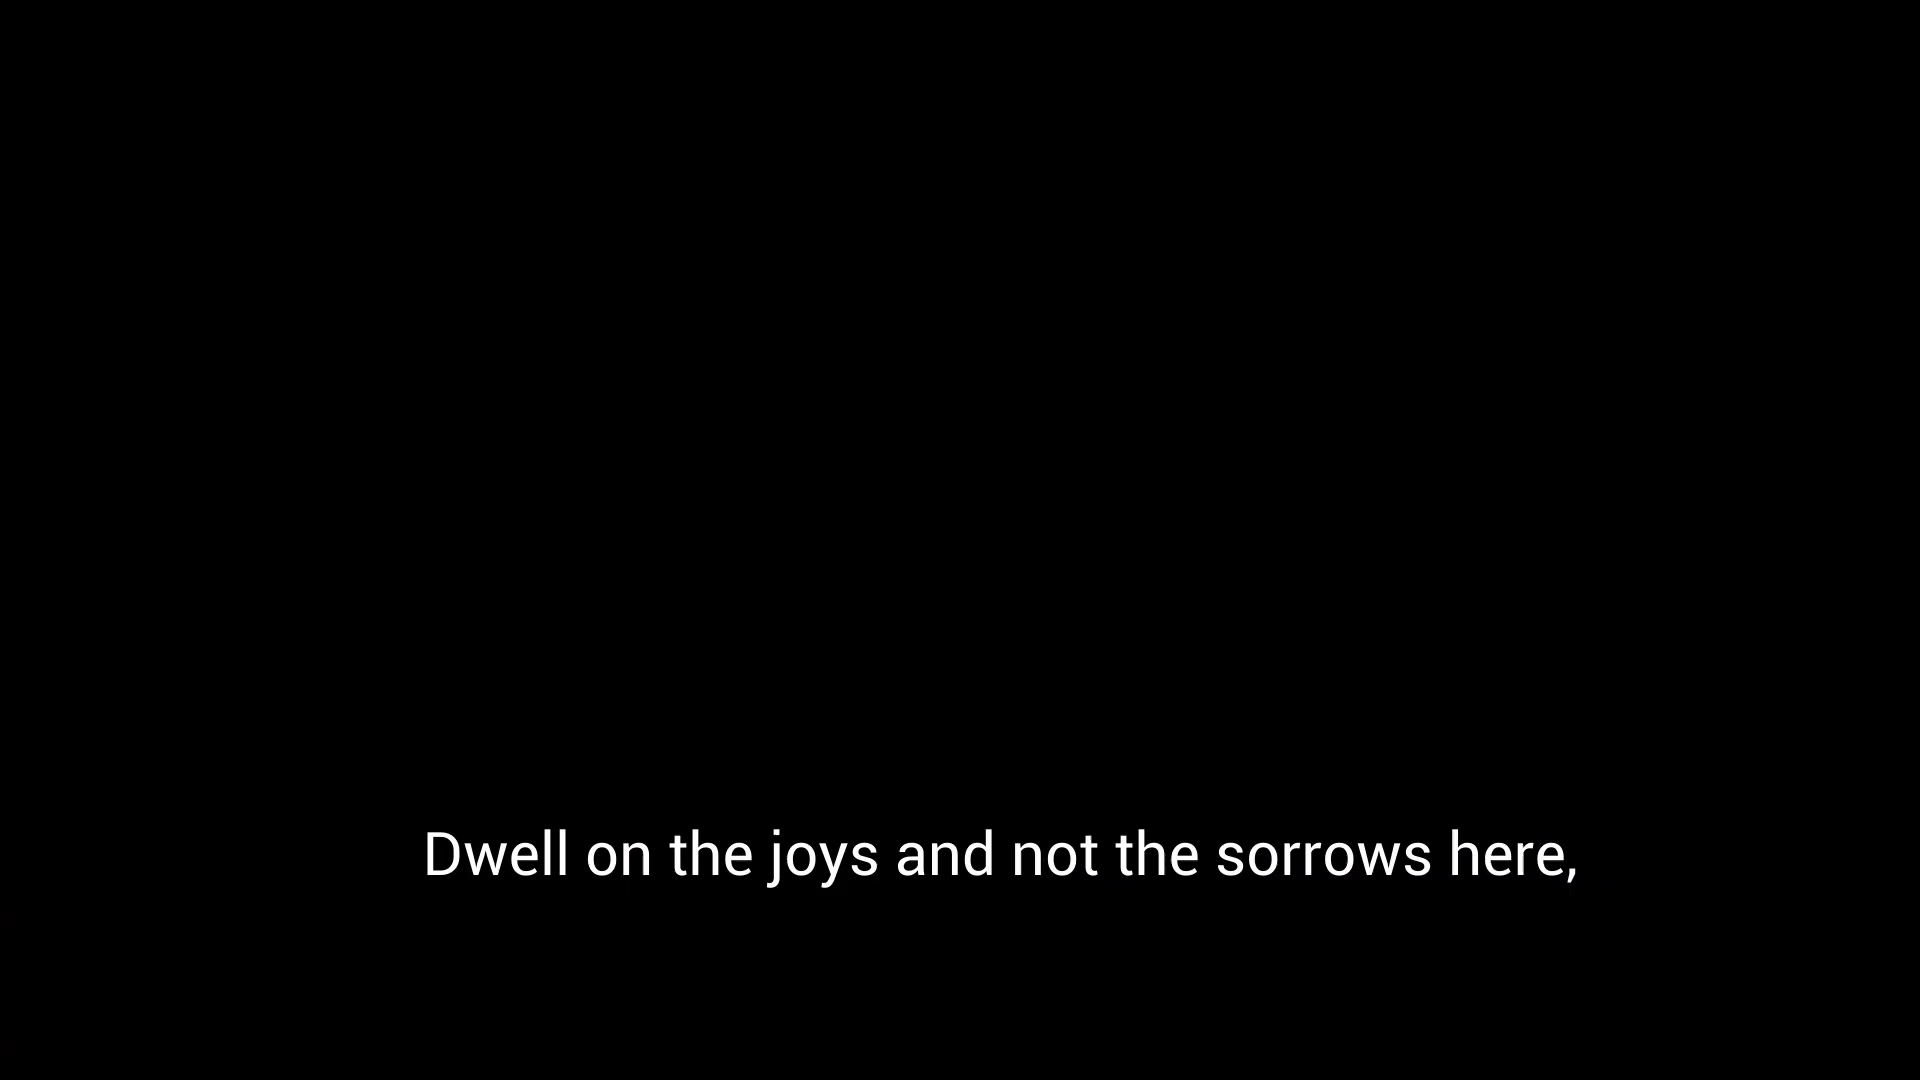 Dwell on the joys and not the sorrows here,